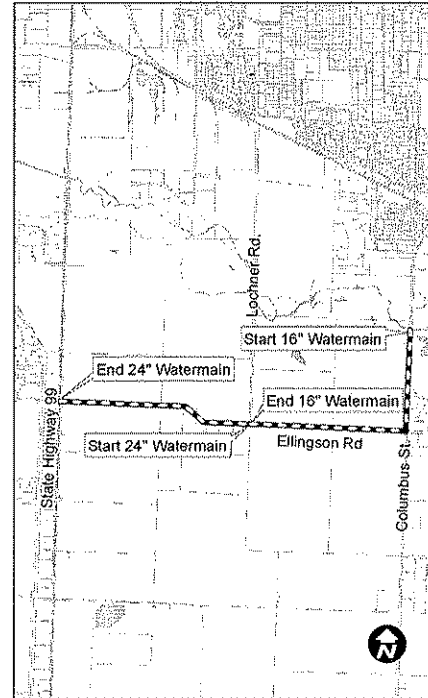 Lochner Rd.
Start 16" Watermain
End 24" Watermain
State Highway 99
End 16" Watermain
Start 24" Watermain
Ellingson Rd
Columbus St.
N